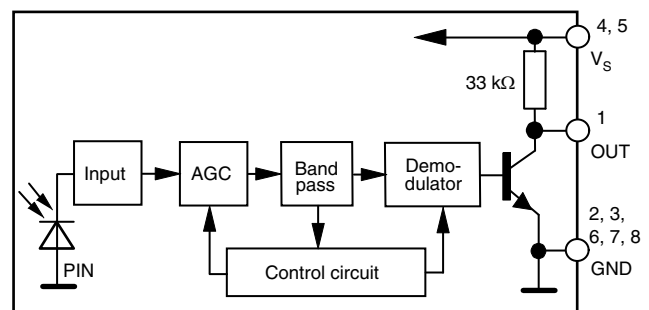 4, 5
V_S
33 kΩ
1
OUT
Input
AGC
Band
pass
Demo-
dulator
2, 3,
6, 7, 8
GND
PIN
Control circuit